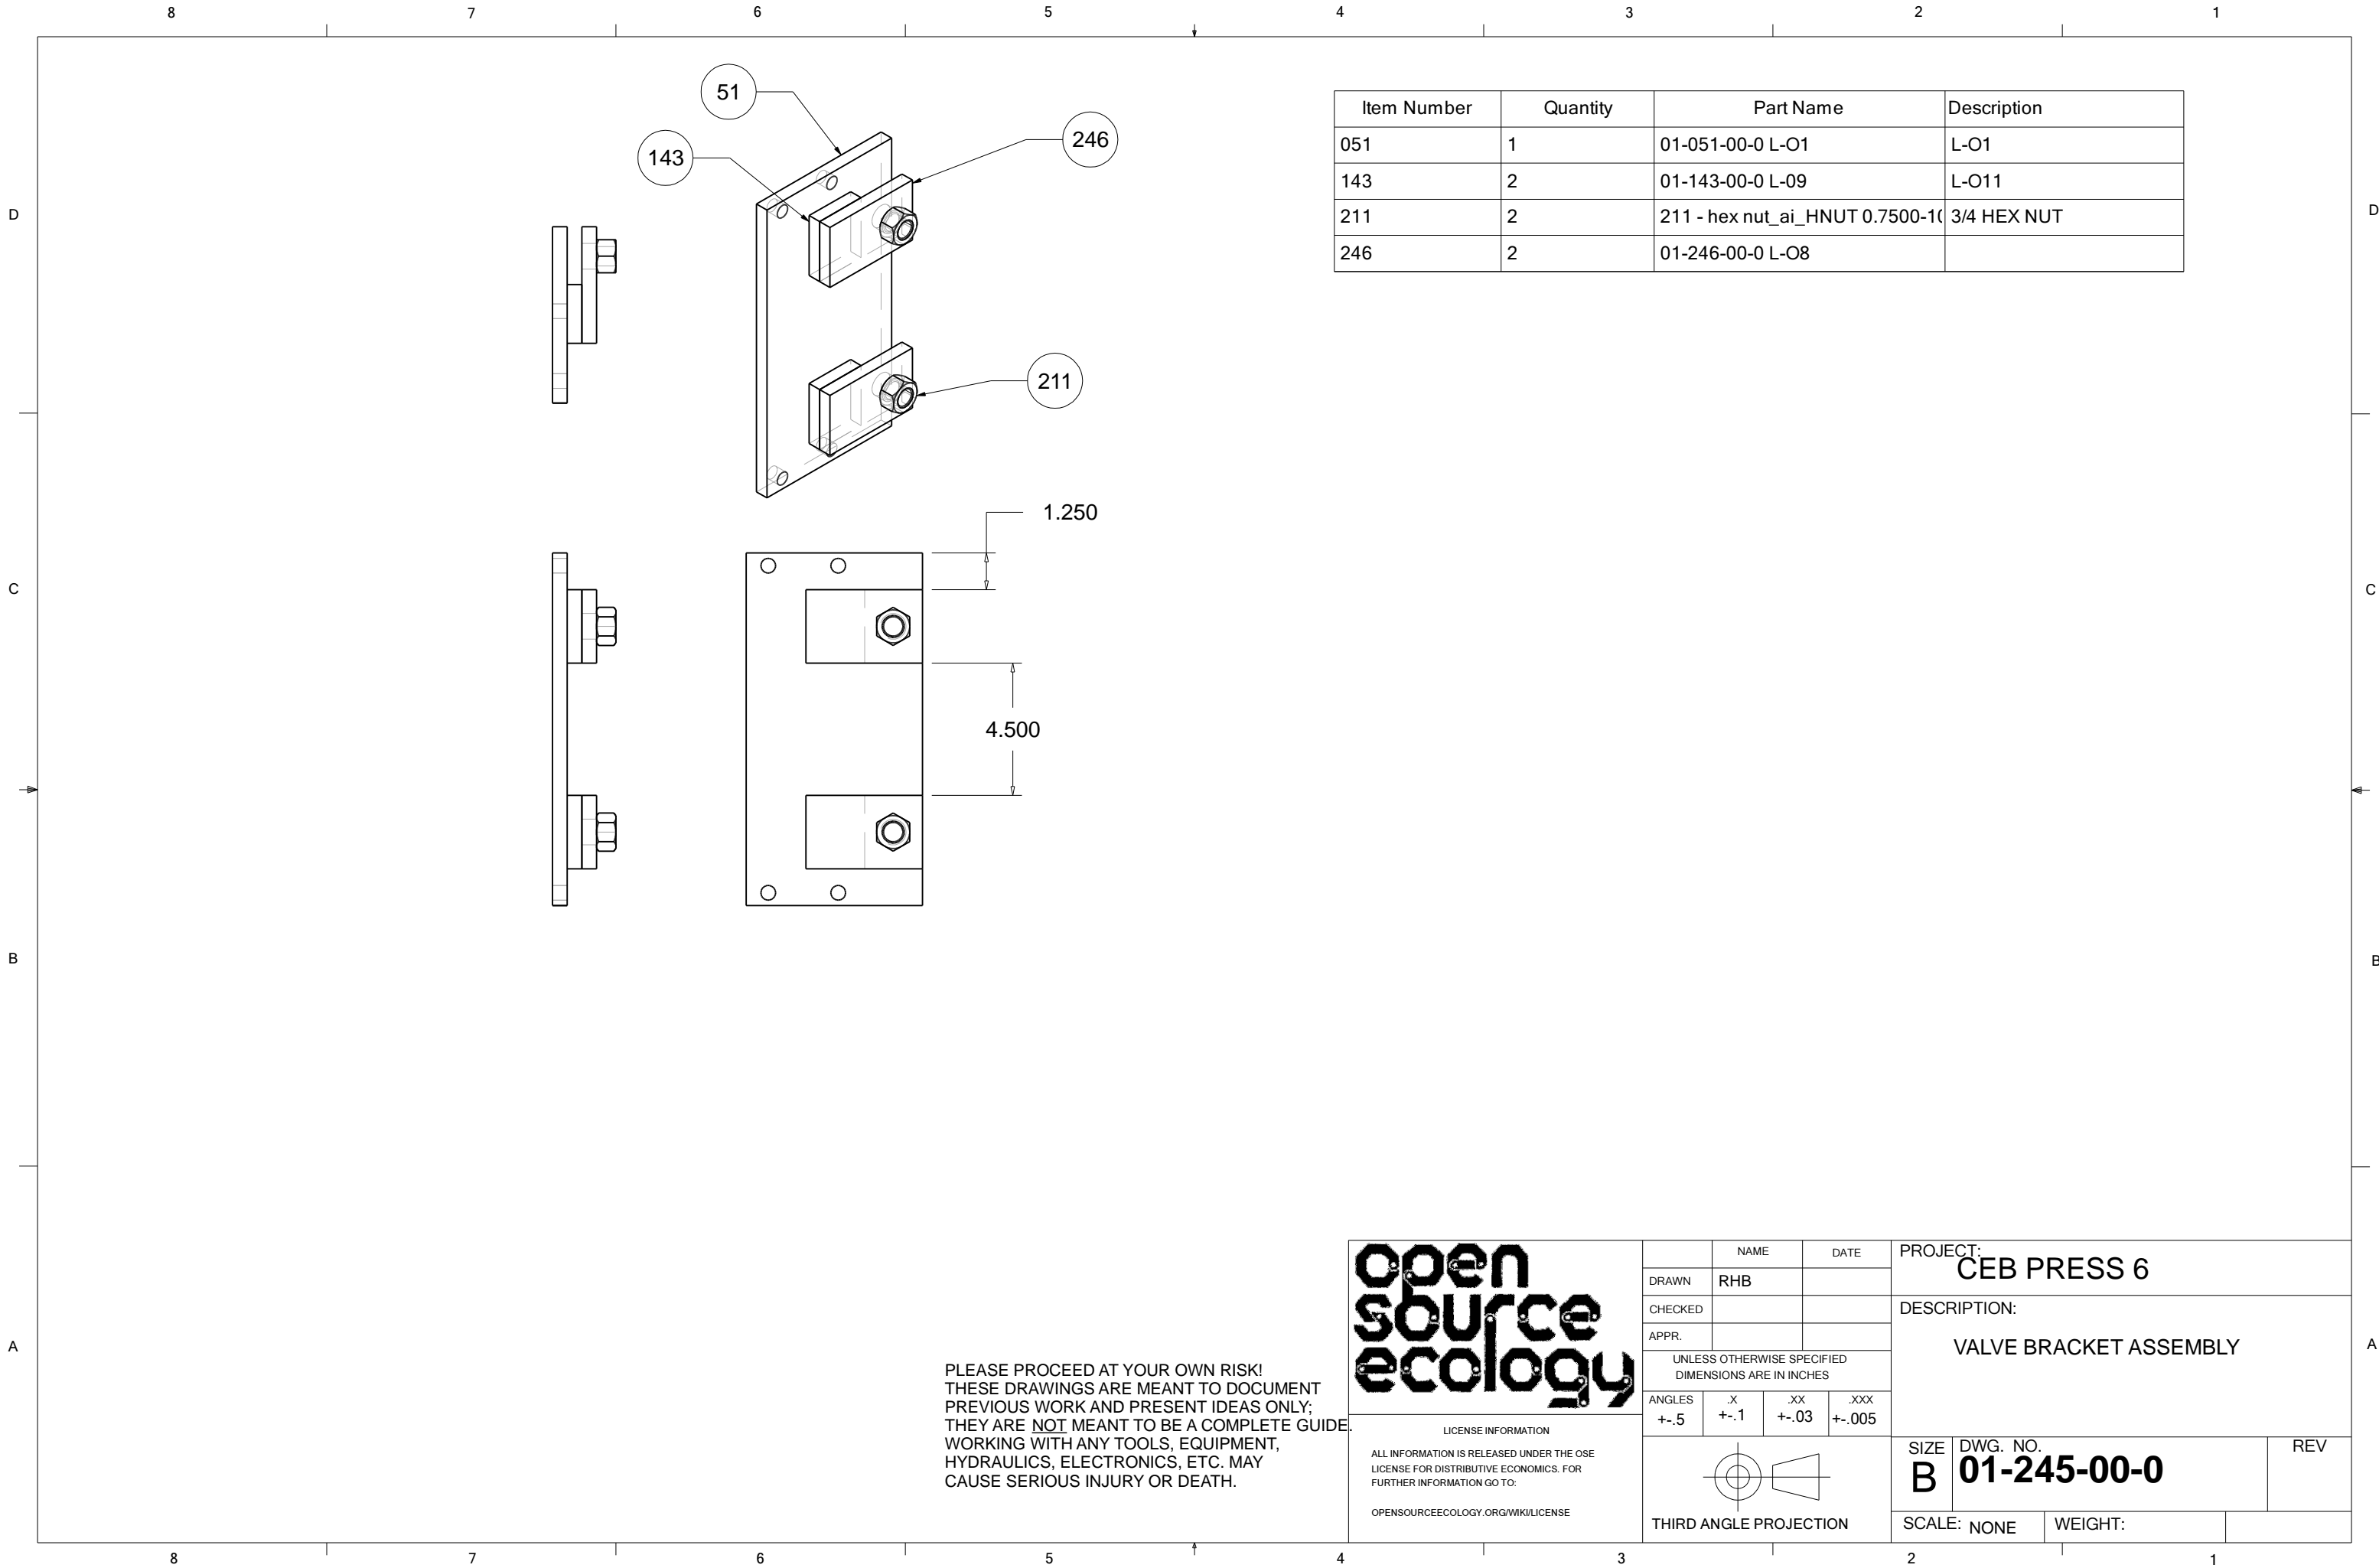 8 7 6 5 4 3 2 1
51
143
246
211
1.250
4.500
Item Number Quantity Part Name Description
051 1 01-051-00-0 L-O1 L-O1
143 2 01-143-00-0 L-09 L-O11
211 2 211 - hex nut_ai_HNUT 0.7500-1( 3/4 HEX NUT
246 2 01-246-00-0 L-O8
D D
C C
B B
A A
PLEASE PROCEED AT YOUR OWN RISK!
THESE DRAWINGS ARE MEANT TO DOCUMENT
PREVIOUS WORK AND PRESENT IDEAS ONLY;
THEY ARE NOT MEANT TO BE A COMPLETE GUIDE.
WORKING WITH ANY TOOLS, EQUIPMENT,
HYDRAULICS, ELECTRONICS, ETC. MAY
CAUSE SERIOUS INJURY OR DEATH.
open
source
ecology
LICENSE INFORMATION
ALL INFORMATION IS RELEASED UNDER THE OSE
LICENSE FOR DISTRIBUTIVE ECONOMICS. FOR
FURTHER INFORMATION GO TO:
OPENSOURCEECOLOGY.ORG/WIKI/LICENSE
NAME DATE
DRAWN RHB
CHECKED
APPR.
UNLESS OTHERWISE SPECIFIED
DIMENSIONS ARE IN INCHES
ANGLES .X .XX .XXX
+-.5 +-.1 +-.03 +-.005
THIRD ANGLE PROJECTION
PROJECT:
CEB PRESS 6
DESCRIPTION:
VALVE BRACKET ASSEMBLY
SIZE DWG. NO. REV
B 01-245-00-0
SCALE: NONE WEIGHT:
8 7 6 5 4 3 2 1